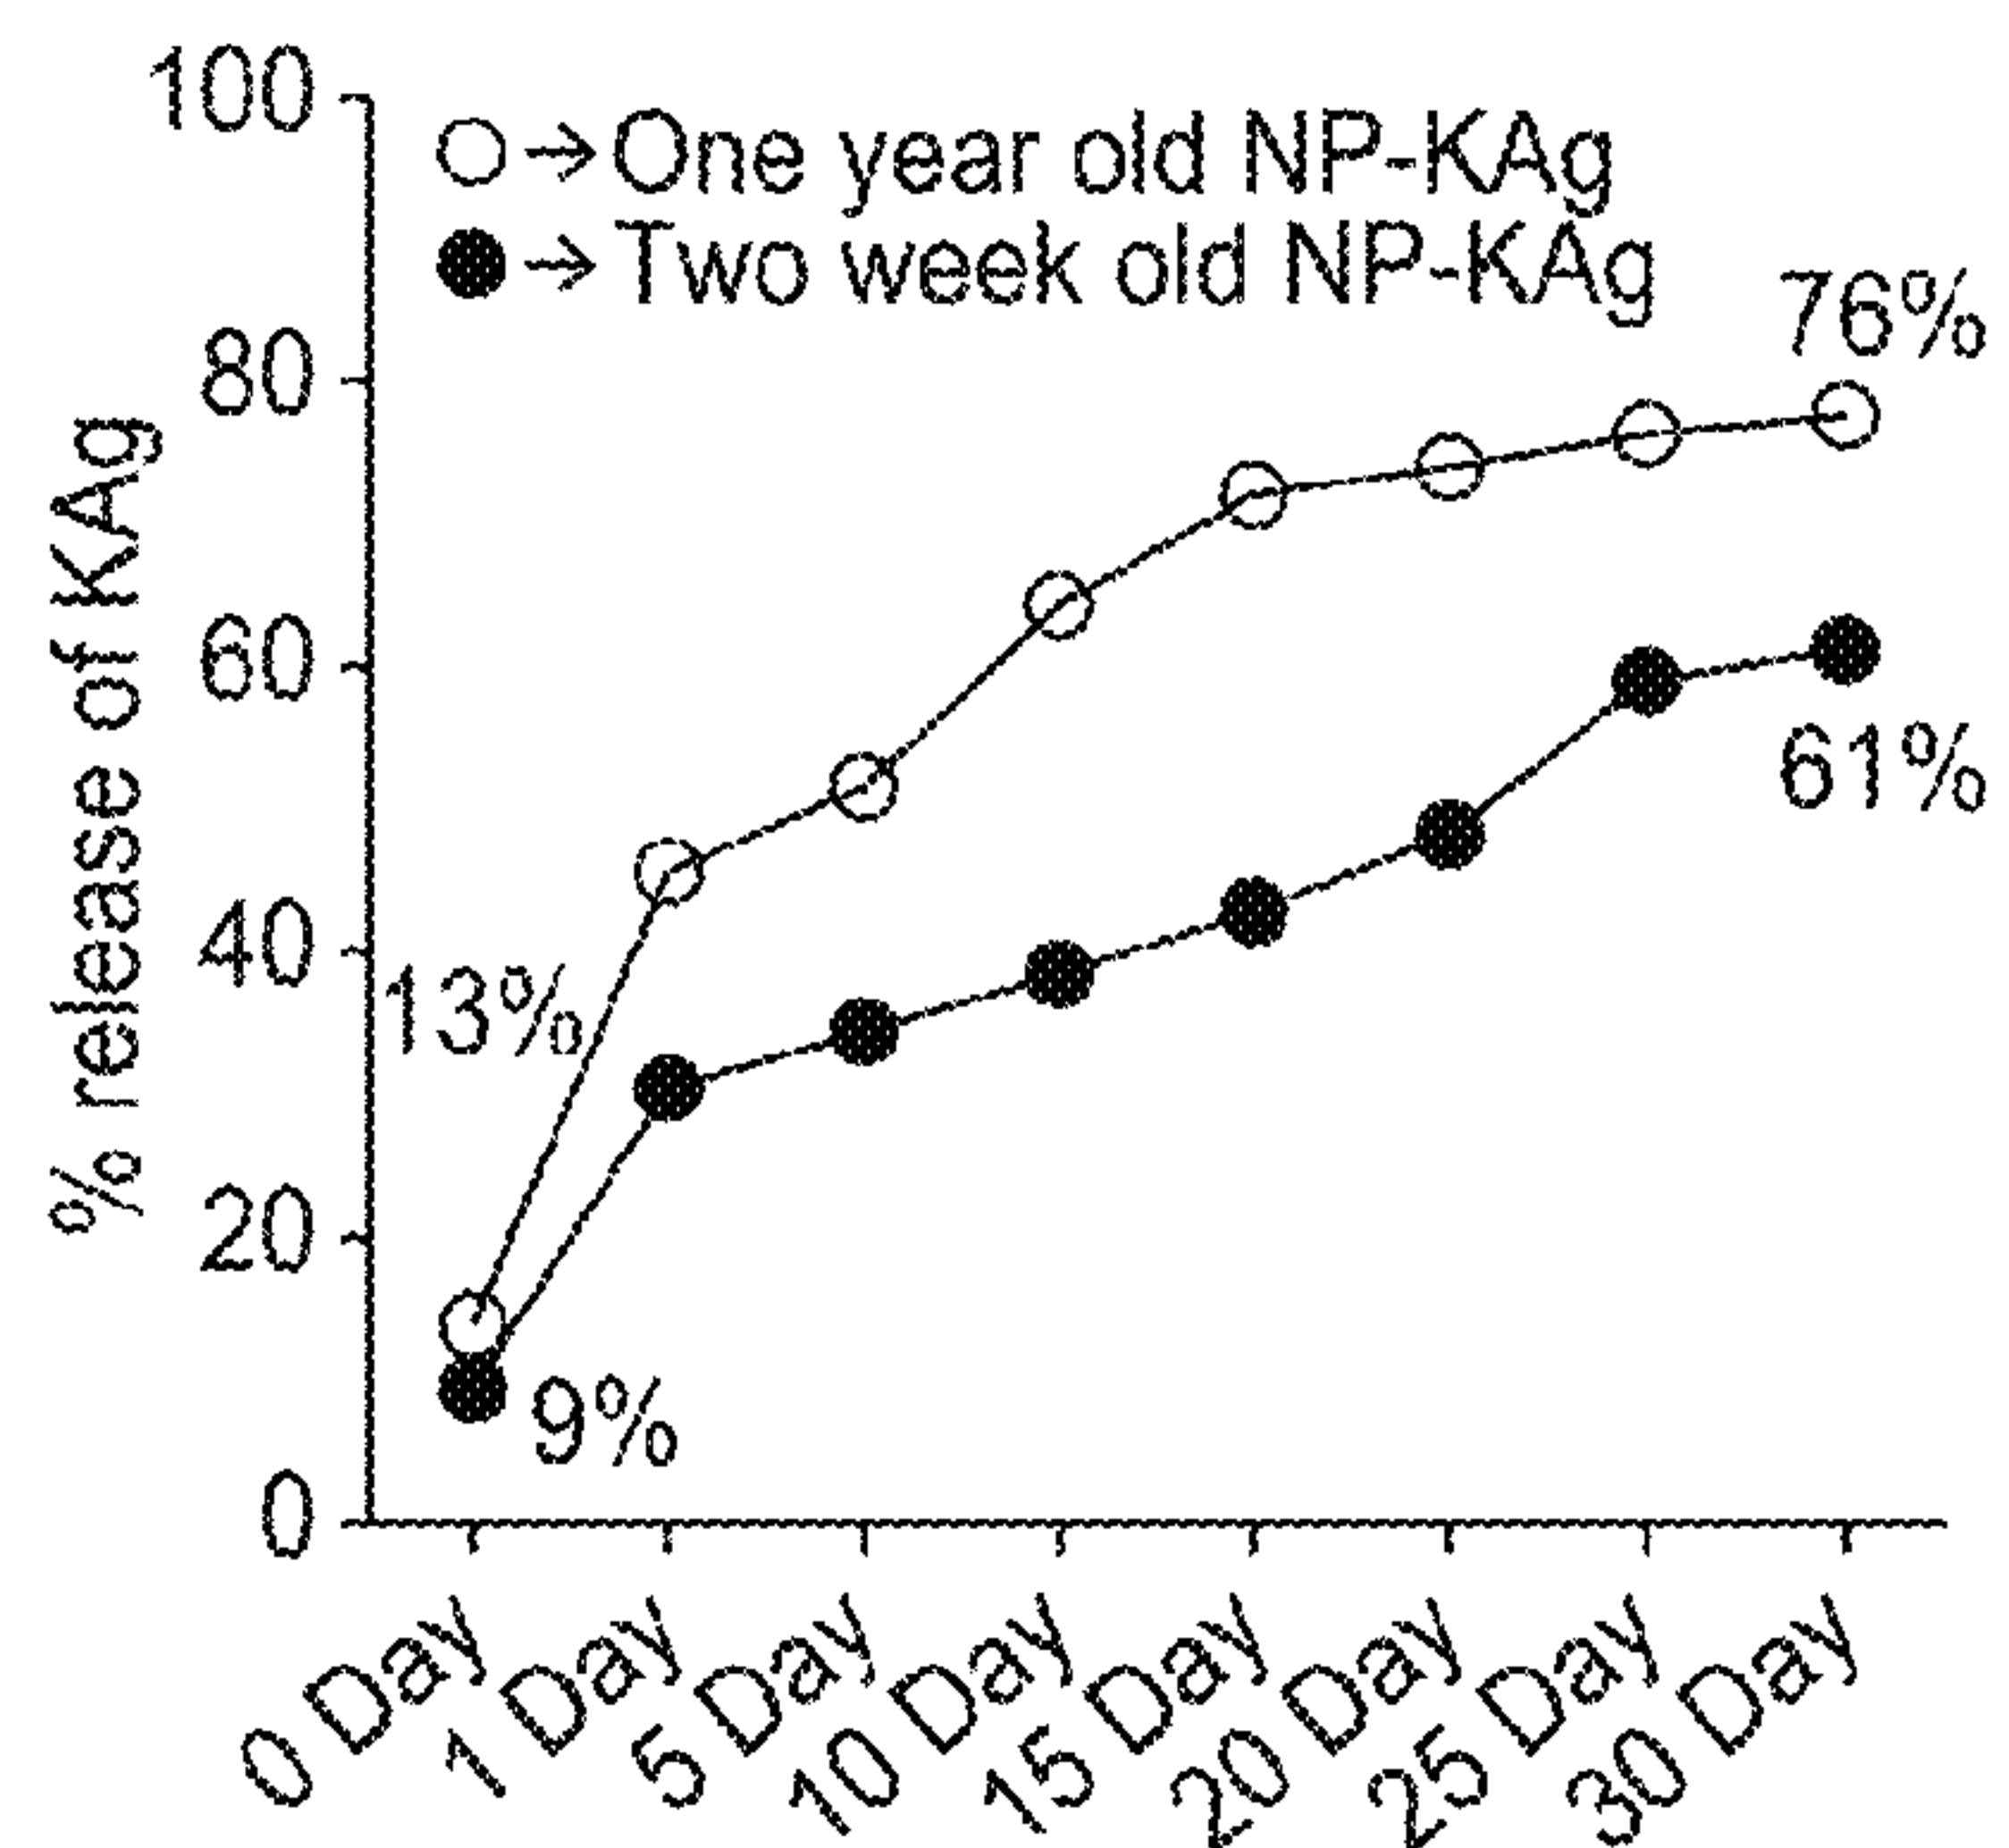 100
80
60
40
20
0
% release of KAg
○→One year old NP-KAg
●→Two week old NP-KAg
76%
61%
13%
9%
0 Day
1 Day
5 Day
10 Day
15 Day
20 Day
25 Day
30 Day